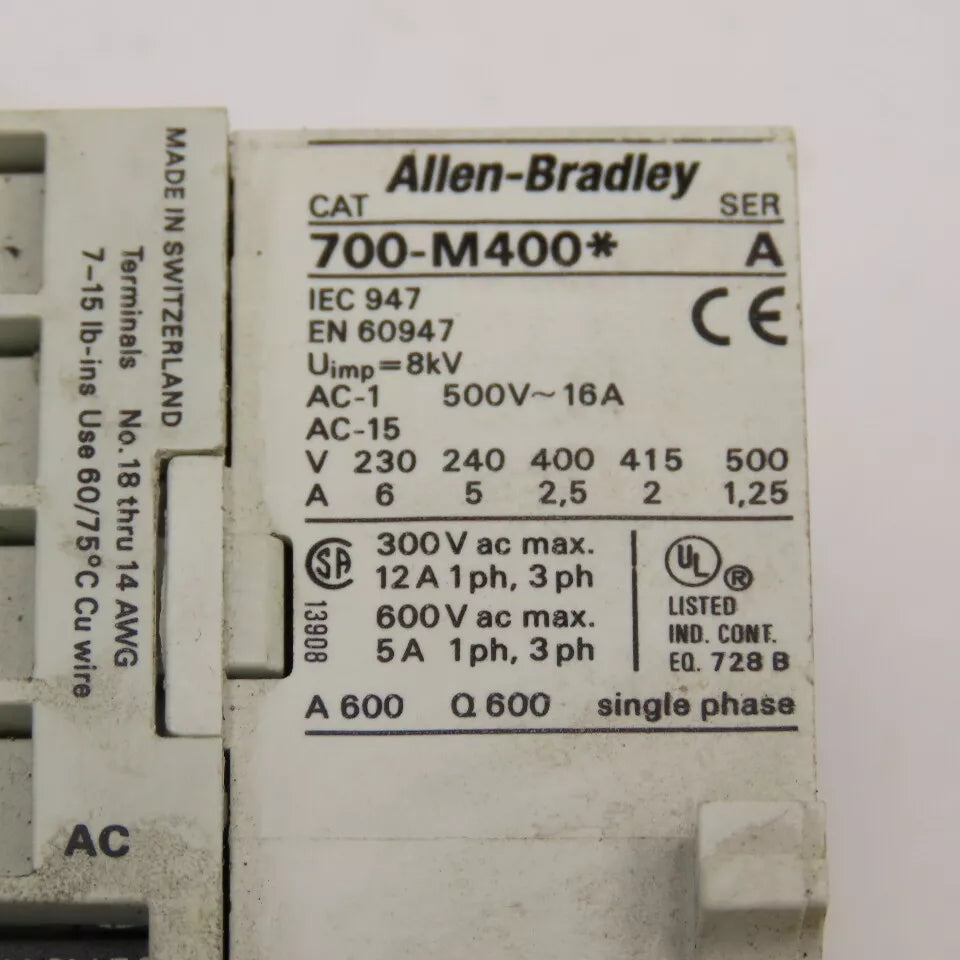 MADE IN SWITZERLAND
Terminals No. 18 thru 14 AWG
7–15 lb-ins Use 60/75°C Cu wire
AC
Allen-Bradley
CAT SER
700-M400* A
IEC 947
EN 60947
CE
Uimp=8kV
AC-1 500V~16A
AC-15
V 230 240 400 415 500
A 6 5 2,5 2 1,25
SA 300V ac max.
12A 1ph, 3ph
600V ac max.
5A 1ph, 3ph
13908
UL ®
LISTED
IND. CONT.
EQ. 728 B
A 600 Q 600 single phase